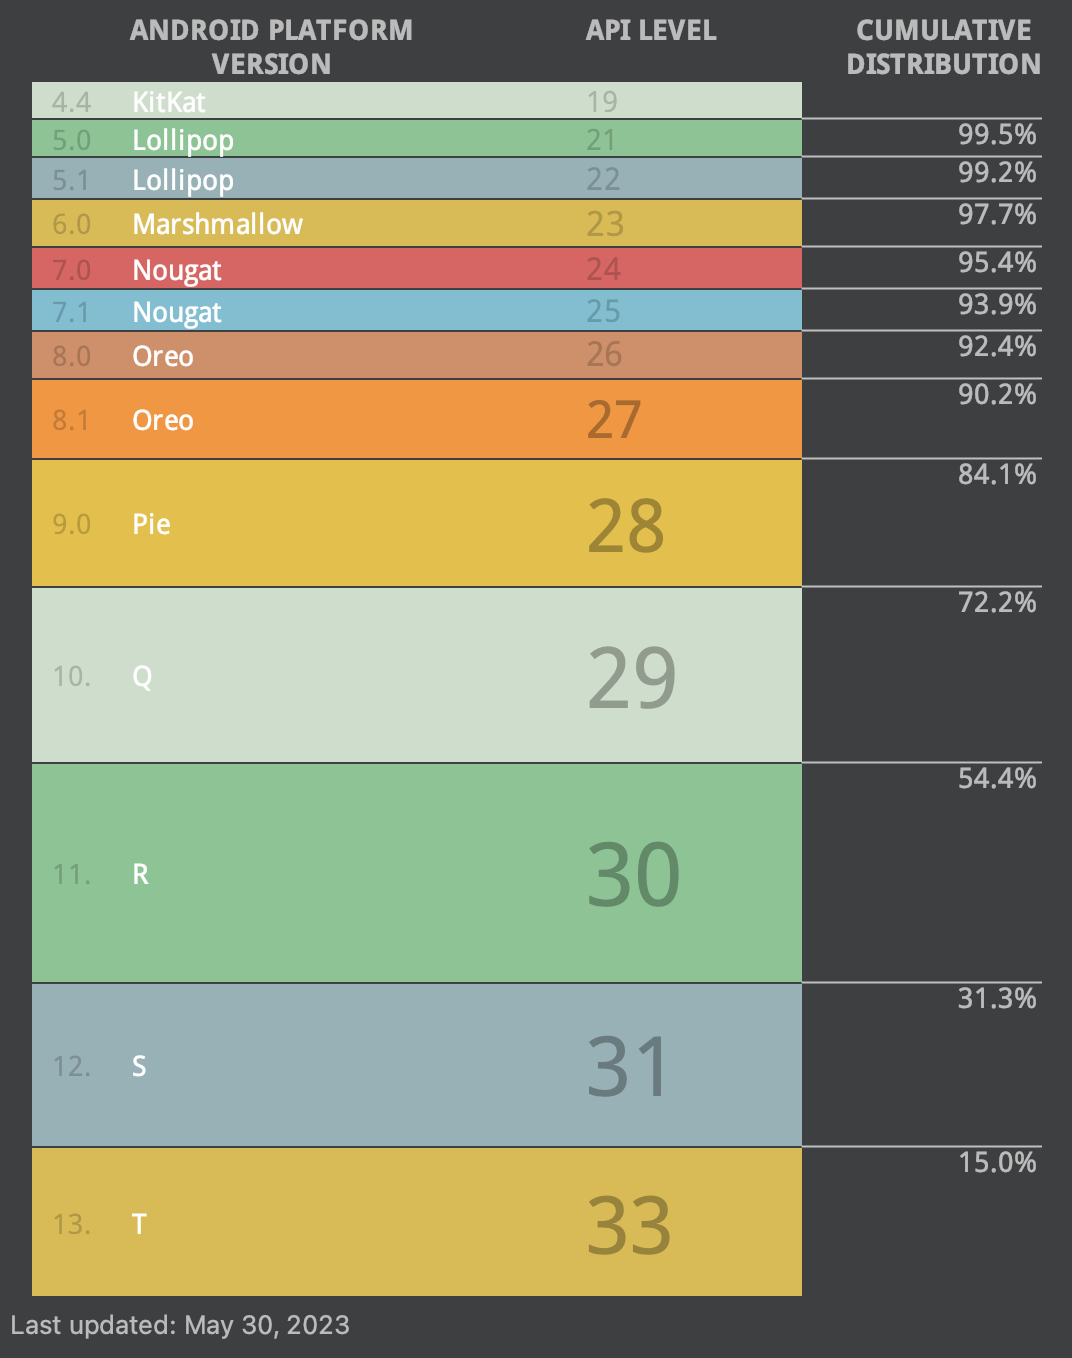 ANDROID PLATFORM VERSION API LEVEL CUMULATIVE DISTRIBUTION
4.4 KitKat 19
99.5%
5.0 Lollipop 21
99.2%
5.1 Lollipop 22
97.7%
6.0 Marshmallow 23
95.4%
7.0 Nougat 24
93.9%
7.1 Nougat 25
92.4%
8.0 Oreo 26
90.2%
8.1 Oreo 27
84.1%
9.0 Pie 28
72.2%
10. Q 29
54.4%
11. R 30
31.3%
12. S 31
15.0%
13. T 33
Last updated: May 30, 2023